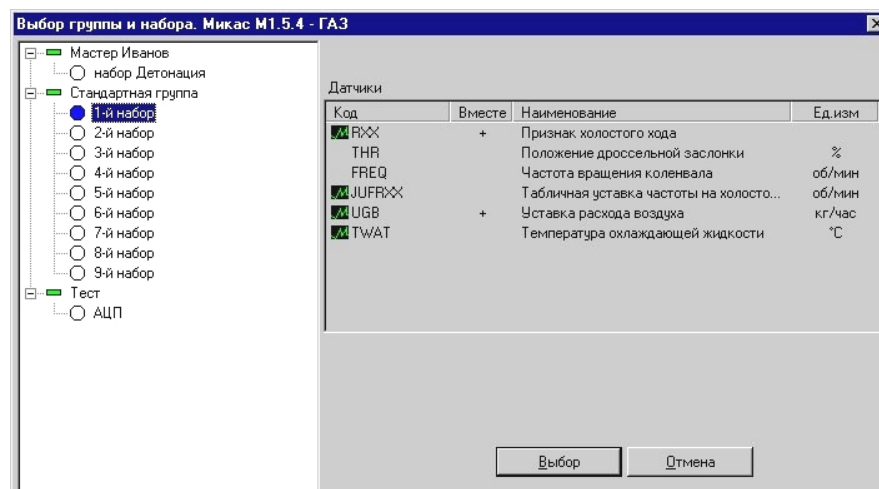 Выбор группы и набора. Микас М1.5.4 - ГАЗ
Мастер Иванов
набор Детонация
Стандартная группа
1-й набор
2-й набор
3-й набор
4-й набор
5-й набор
6-й набор
7-й набор
8-й набор
9-й набор
Тест
АЦП
Датчики
Код Вместе Наименование Ед.изм
RXX + Признак холостого хода
THR Положение дроссельной заслонки %
FREQ Частота вращения коленвала об/мин
JUFRXX Табличная уставка частоты на холосто... об/мин
UGB + Уставка расхода воздуха кг/час
TWAT Температура охлаждающей жидкости °C
Выбор Отмена